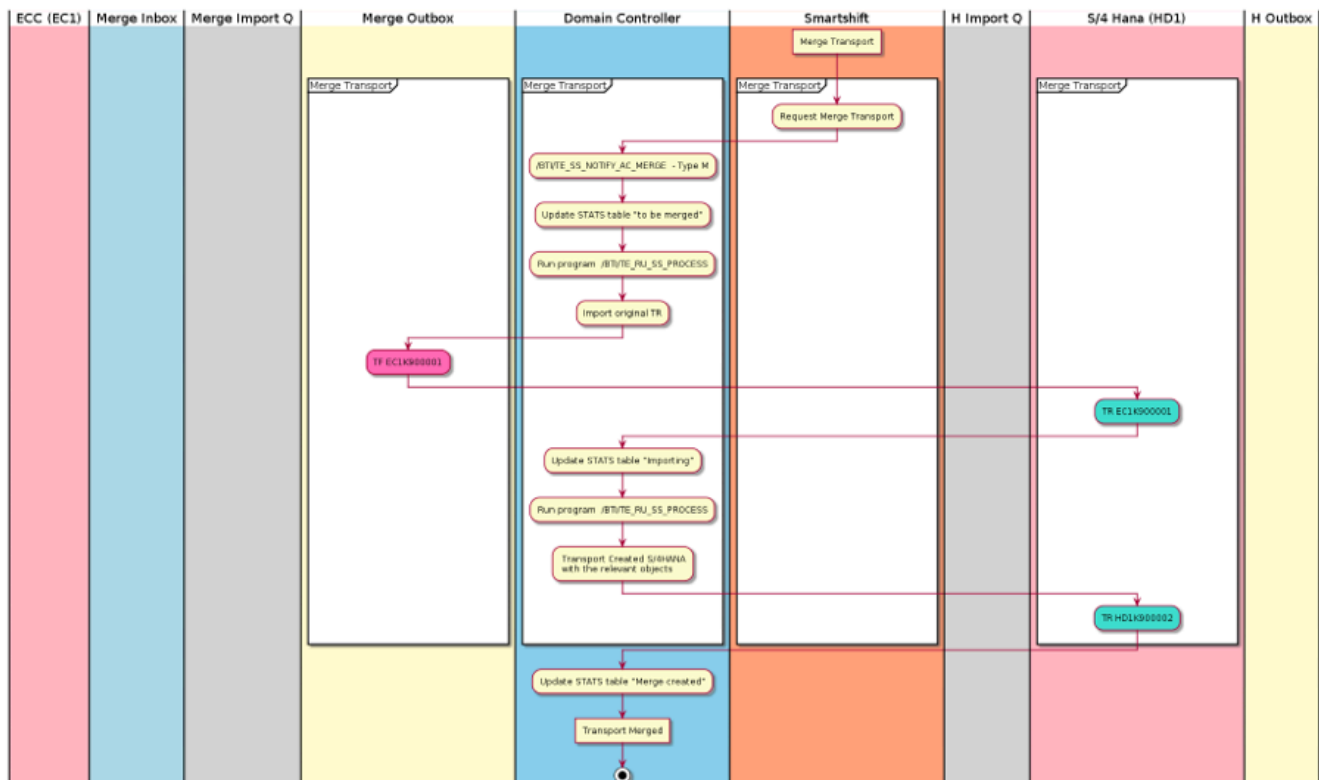 ECC (EC1)
Merge Inbox
Merge Import Q
Merge Outbox
Domain Controller
Smartshift
H Import Q
S/4 Hana (HD1)
H Outbox
Merge Transport
Merge Transport
Merge Transport
Merge Transport
Merge Transport
Request Merge Transport
/BTI/TE_SS_NOTIFY_AC_MERGE - Type M
Update STATS table "to be merged"
Run program /BTI/TE_RU_SS_PROCESS
Import original TR
TF EC1K900001
TR EC1K900001
Update STATS table "Importing"
Run program /BTI/TE_RU_SS_PROCESS
Transport Created S/4HANA
with the relevant objects
TR HD1K900002
Update STATS table "Merge created"
Transport Merged